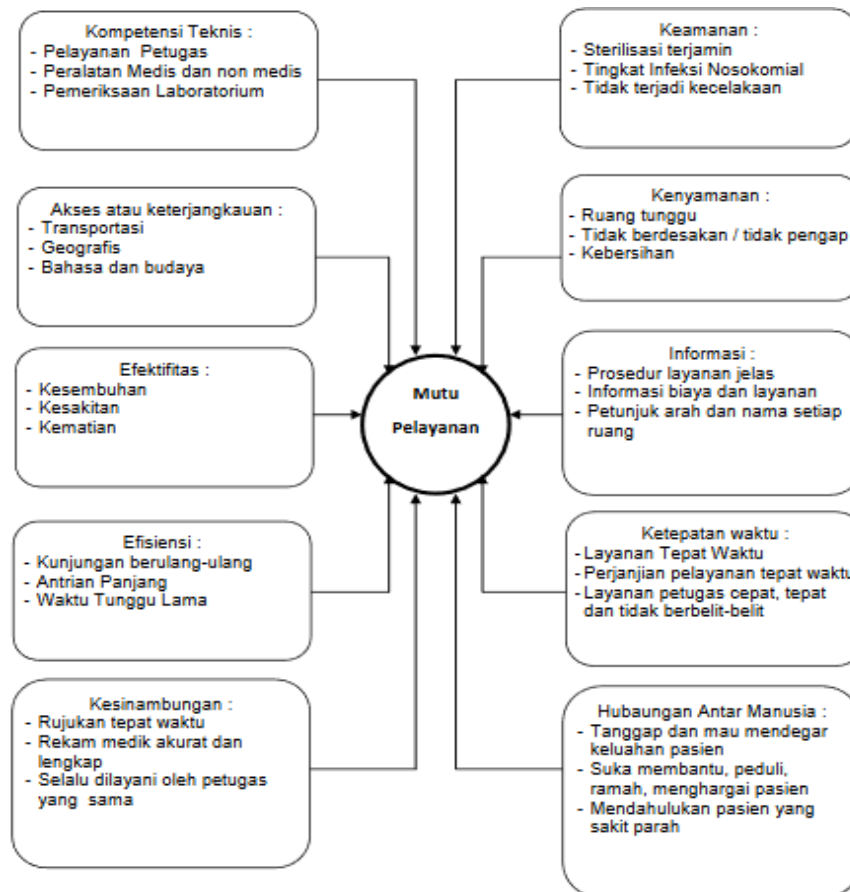 Kompetensi Teknis :
- Pelayanan Petugas
- Peralatan Medis dan non medis
- Pemeriksaan Laboratorium
Akses atau keterjangkauan :
- Transportasi
- Geografis
- Bahasa dan budaya
Efektifitas :
- Kesembuhan
- Kesakitan
- Kematian
Efisiensi :
- Kunjungan berulang-ulang
- Antrian Panjang
- Waktu Tunggu Lama
Kesinambungan :
- Rujukan tepat waktu
- Rekam medik akurat dan
lengkap
- Selalu dilayani oleh petugas
yang sama
Mutu
Pelayanan
Keamanan :
- Sterilisasi terjamin
- Tingkat Infeksi Nosokomial
- Tidak terjadi kecelakaan
Kenyamanan :
- Ruang tunggu
- Tidak berdesakan / tidak pengap
- Kebersihan
Informasi :
- Prosedur layanan jelas
- Informasi biaya dan layanan
- Petunjuk arah dan nama setiap
ruang
Ketepatan waktu :
- Layanan Tepat Waktu
- Perjanjian pelayanan tepat waktu
- Layanan petugas cepat, tepat
dan tidak berbelit-belit
Hubaungan Antar Manusia :
- Tanggap dan mau mendegar
keluahan pasien
- Suka membantu, peduli,
ramah, menghargai pasien
- Mendahulukan pasien yang
sakit parah